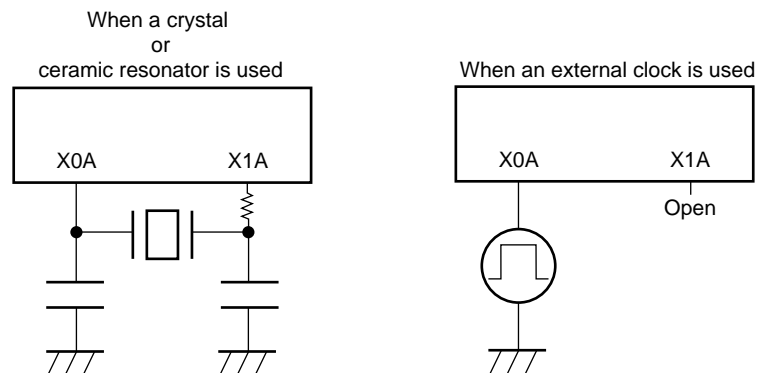 When a crystal
or
ceramic resonator is used
X0A
X1A
When an external clock is used
X0A
X1A
Open